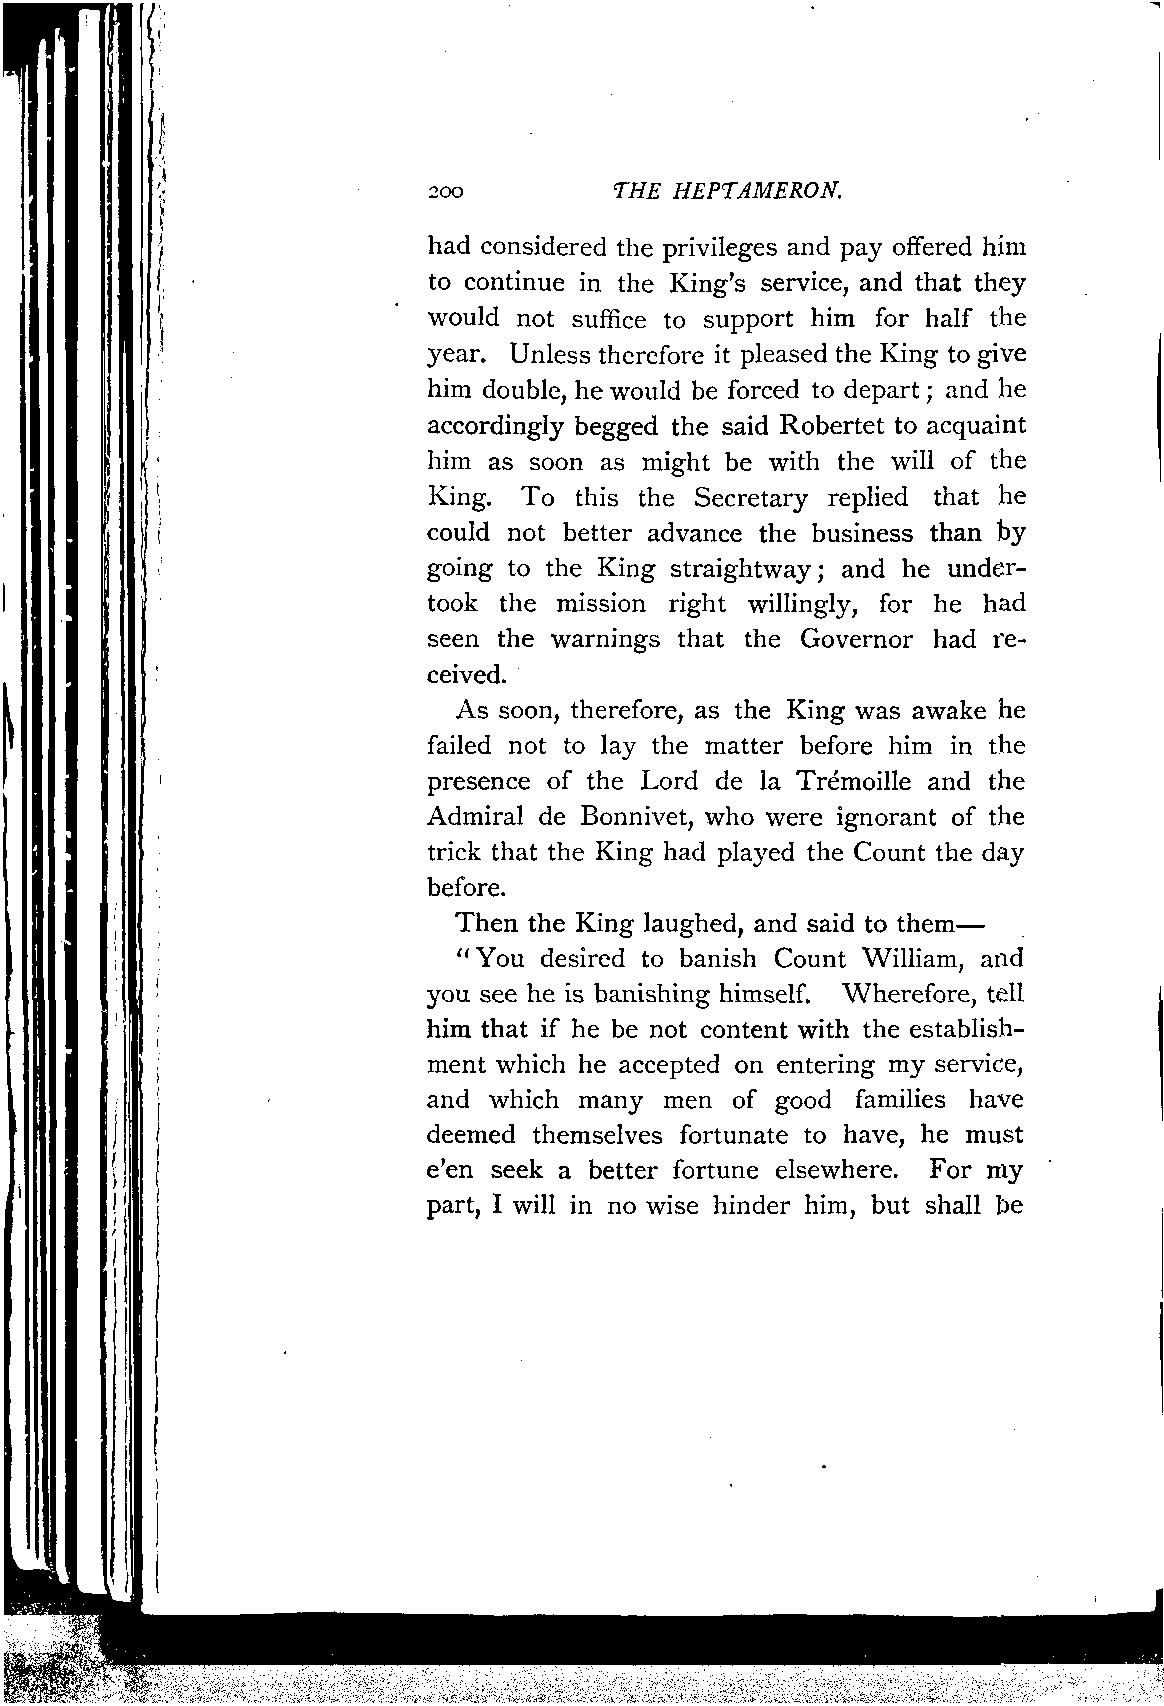 200 THE HEPTAMERON.
had considered the privileges and pay offered him
to continue in the King's service, and that they
would not suffice to support him for half the
year. Unless therefore it pleased the King to give
him double, he would be forced to depart; and he
accordingly begged the said Robertet to acquaint
him as soon as might be with the will of the
King. To this the Secretary replied that he
could not better advance the business than by
going to the King straightway; and he under-
took the mission right willingly, for he had
seen the warnings that the Governor had re-
ceived.
As soon, therefore, as the King was awake he
failed not to lay the matter before him in the
presence of the Lord de la Trémoille and the
Admiral de Bonnivet, who were ignorant of the
trick that the King had played the Count the day
before.
Then the King laughed, and said to them—
"You desired to banish Count William, and
you see he is banishing himself. Wherefore, tell
him that if he be not content with the establish-
ment which he accepted on entering my service,
and which many men of good families have
deemed themselves fortunate to have, he must
e'en seek a better fortune elsewhere. For my
part, I will in no wise hinder him, but shall be